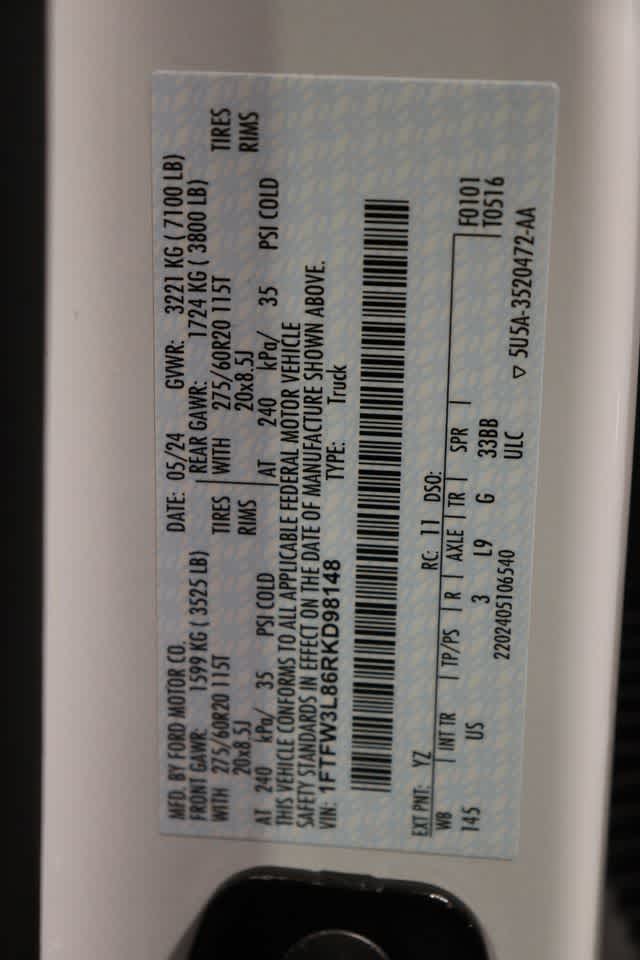 MFD. BY FORD MOTOR CO. DATE: 05/24 GVWR: 3221 KG ( 7100 LB)
FRONT GAWR: 1599 KG ( 3525 LB) REAR GAWR: 1724 KG ( 3800 LB)
WITH 275/60R20 115T TIRES WITH 275/60R20 115T TIRES
20x8.5J RIMS 20x8.5J RIMS
AT 240 kPa/ 35 PSI COLD AT 240 kPa/ 35 PSI COLD
THIS VEHICLE CONFORMS TO ALL APPLICABLE FEDERAL MOTOR VEHICLE
SAFETY STANDARDS IN EFFECT ON THE DATE OF MANUFACTURE SHOWN ABOVE.
VIN: 1FTFW3L86RKD98148 TYPE: Truck
EXT PNT: YZ RC: 11 DSO: F0101
WB INT TR TP/PS R AXLE TR SPR T0516
145 US 3 L9 G 33BB
2202405106540 ULC ▽ 5U5A-3520472-AA